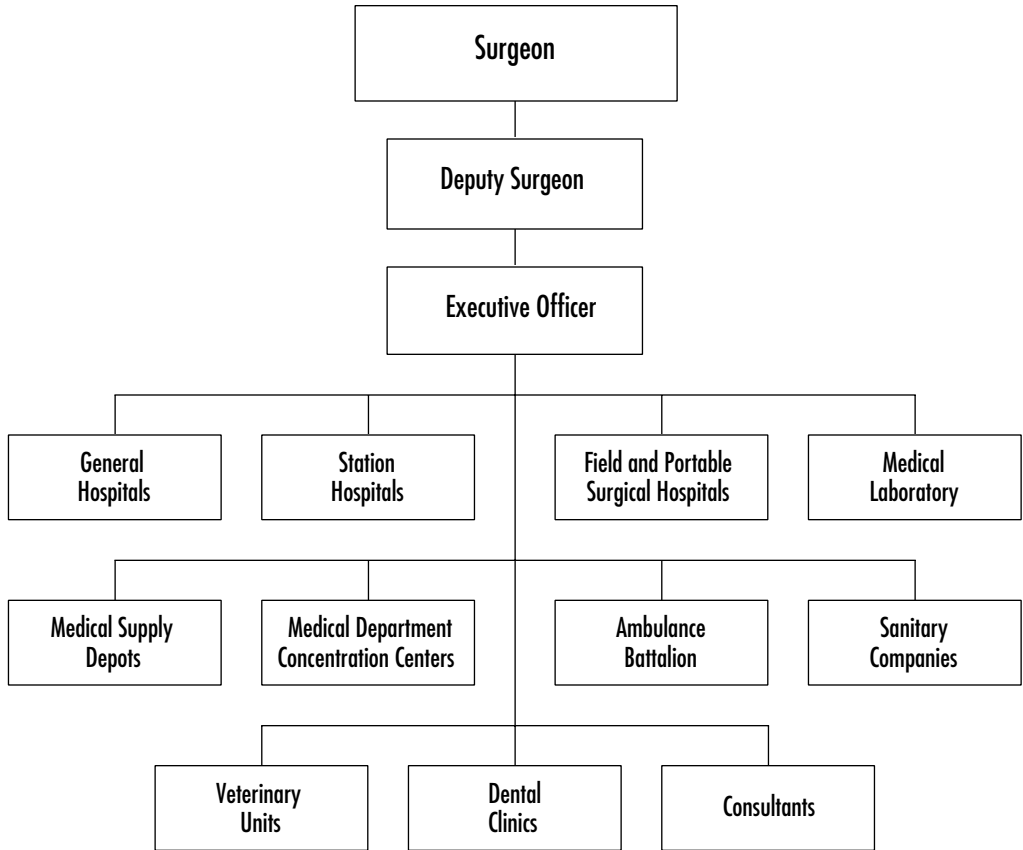 Surgeon
Deputy Surgeon
Executive Officer
General
Hospitals
Station
Hospitals
Field and Portable
Surgical Hospitals
Medical
Laboratory
Medical Supply
Depots
Medical Department
Concentration Centers
Ambulance
Battalion
Sanitary
Companies
Veterinary
Units
Dental
Clinics
Consultants